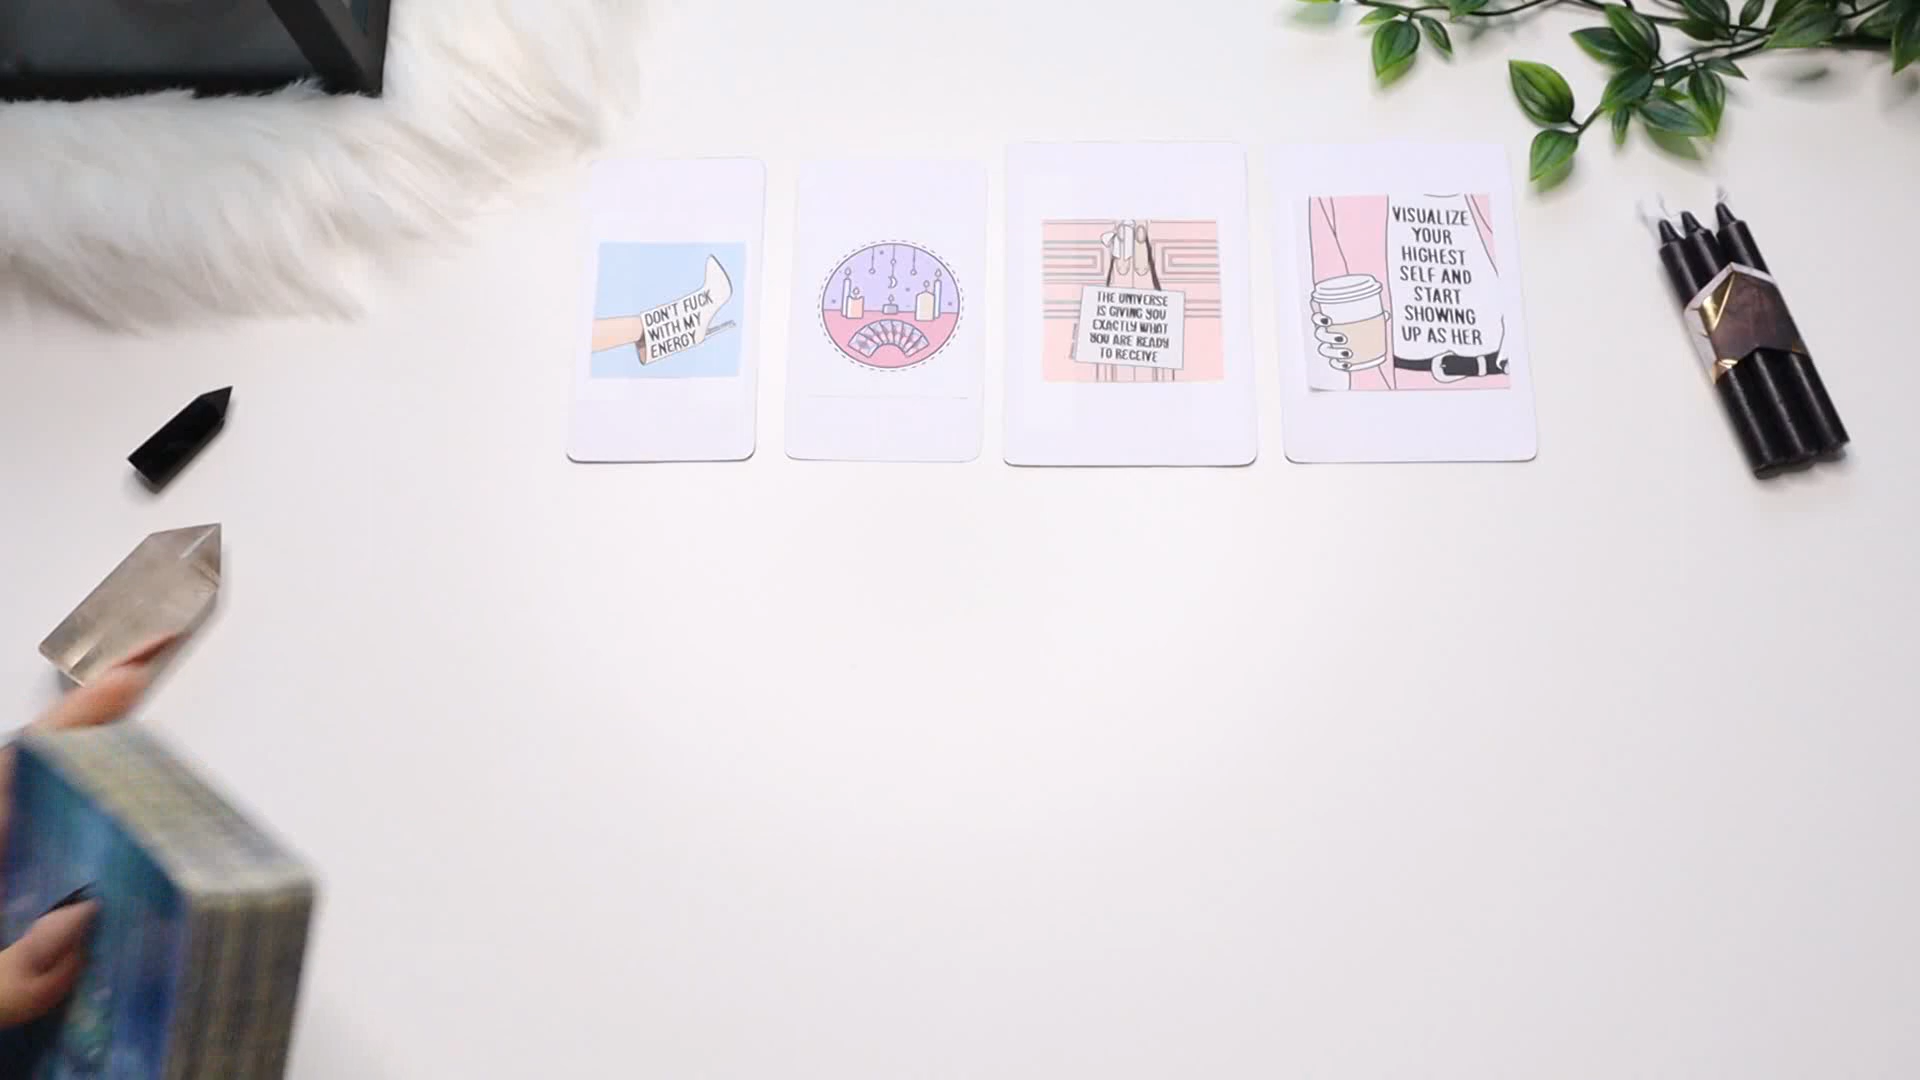 DON'T FUCK
WITH MY
ENERGY
THE UNIVERSE
IS GIVING YOU
EXACTLY WHAT
YOU ARE READY
TO RECEIVE
VISUALIZE
YOUR
HIGHEST
SELF AND
START
SHOWING
UP AS HER